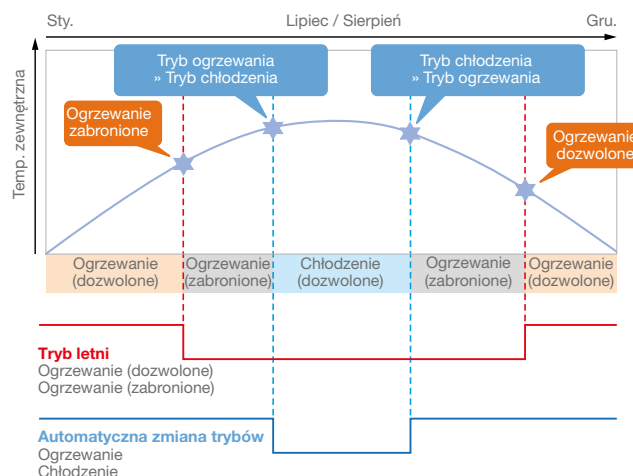 Sty.
Lipiec / Sierpień
Gru.
Temp. zewnętrzna
Tryb ogrzewania
» Tryb chłodzenia
Tryb chłodzenia
» Tryb ogrzewania
Ogrzewanie
zabronione
Ogrzewanie
dozwolone
Ogrzewanie
(dozwolone)
Ogrzewanie
(zabronione)
Chłodzenie
(dozwolone)
Ogrzewanie
(zabronione)
Ogrzewanie
(dozwolone)
Tryb letni
Ogrzewanie (dozwolone)
Ogrzewanie (zabronione)
Automatyczna zmiana trybów
Ogrzewanie
Chłodzenie